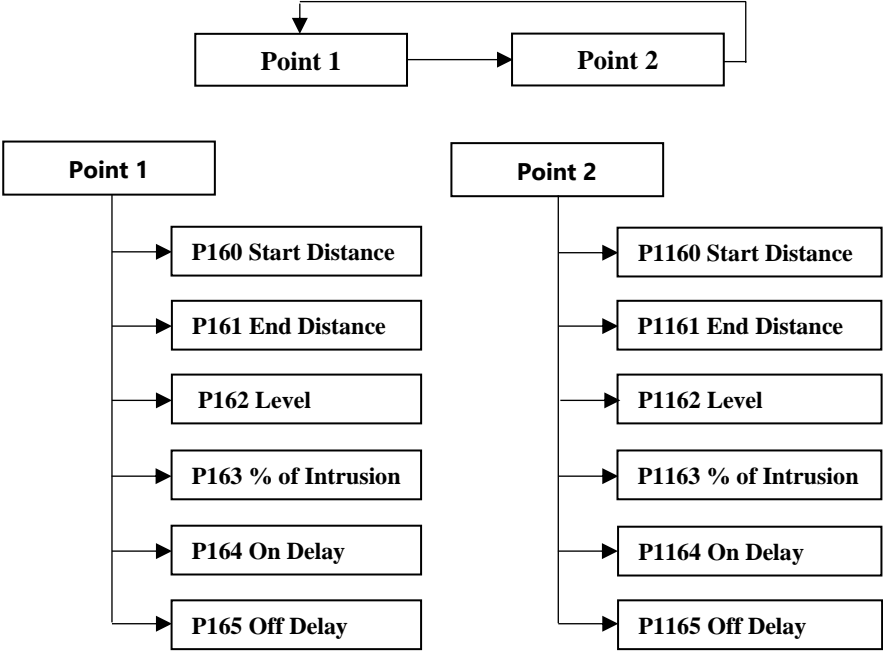 Point 1
Point 2
Point 1
P160 Start Distance
P161 End Distance
P162 Level
P163 % of Intrusion
P164 On Delay
P165 Off Delay
Point 2
P1160 Start Distance
P1161 End Distance
P1162 Level
P1163 % of Intrusion
P1164 On Delay
P1165 Off Delay